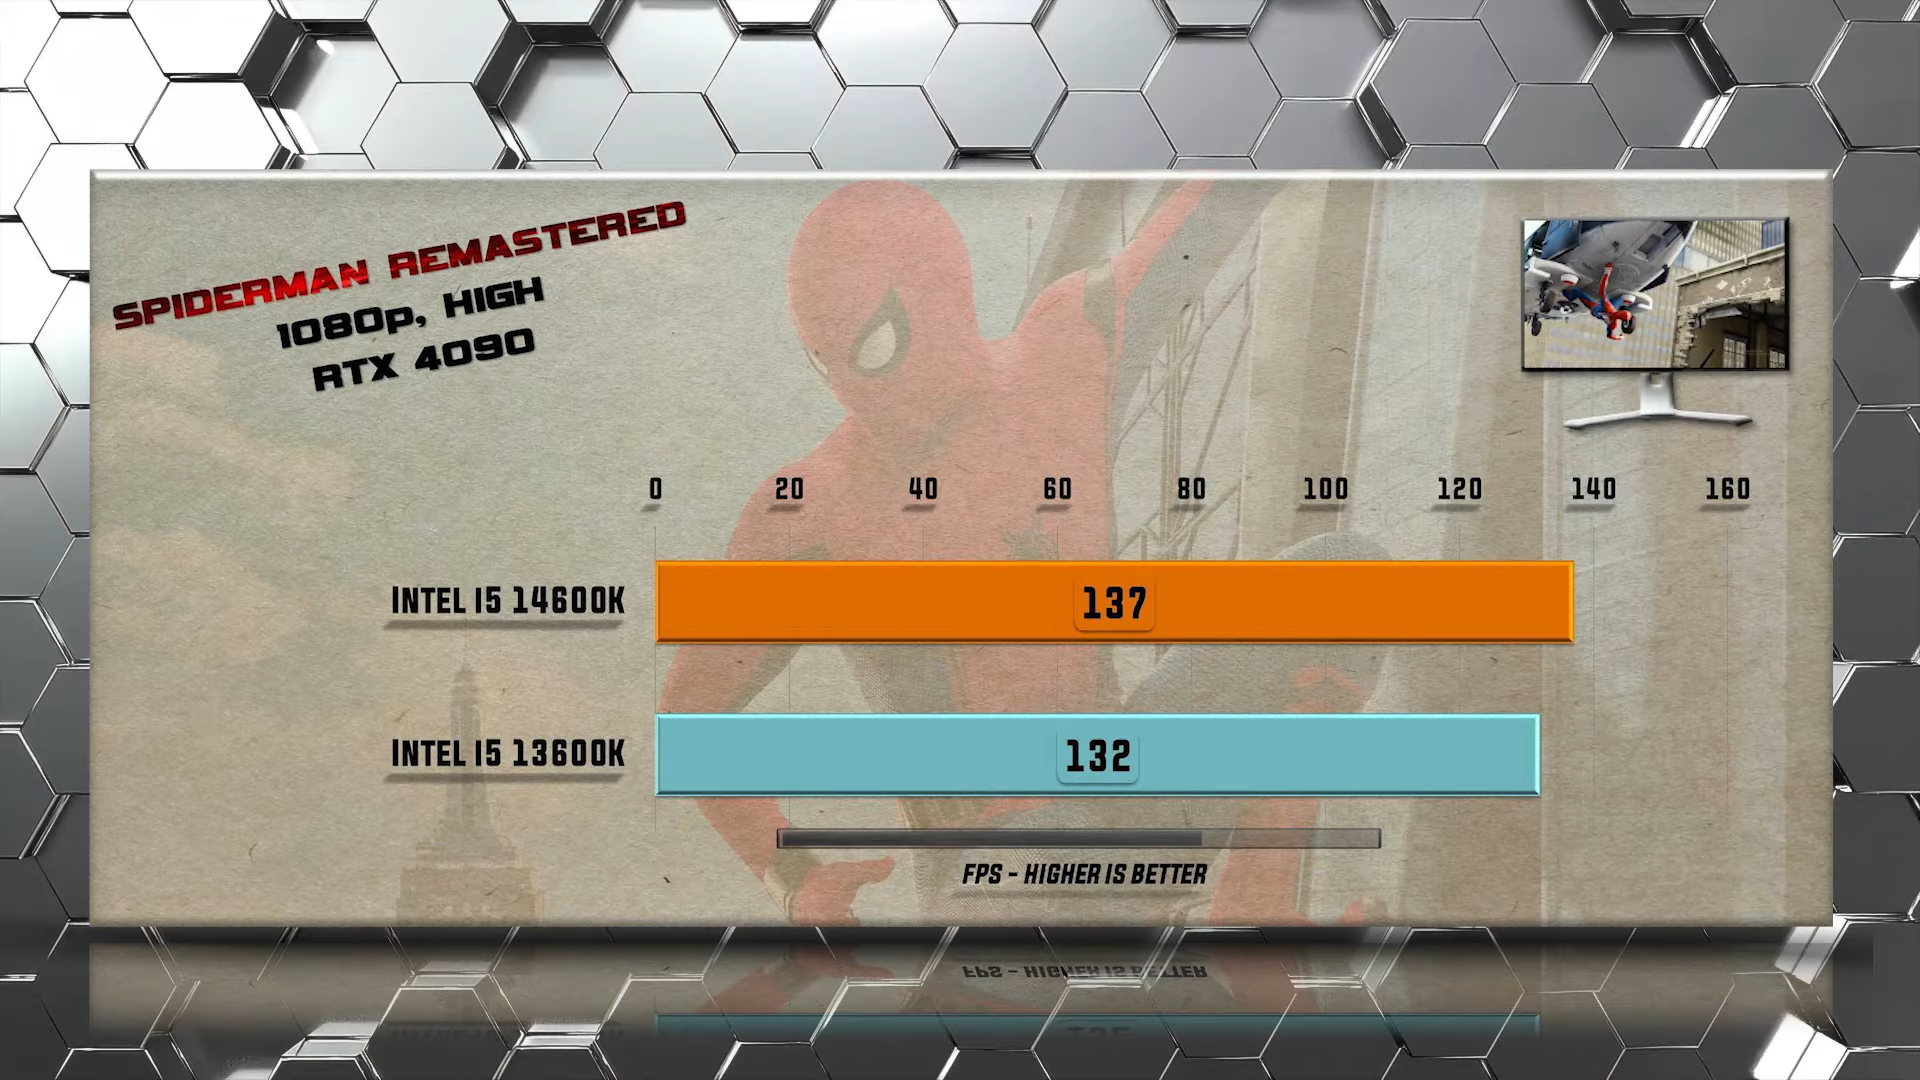 SPIDERMAN REMASTERED
1080p, HIGH
RTX 4090
0 20 40 60 80 100 120 140 160
INTEL I5 14600K 137
INTEL I5 13600K 132
FPS - HIGHER IS BETTER